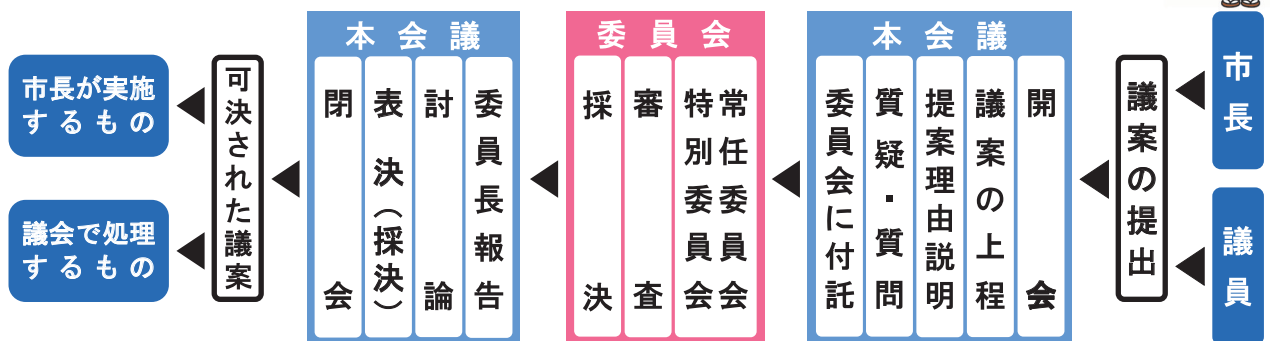 市長
議員
議案の提出
本会議
開会
議案の上程
提案理由説明
質疑・質問
委員会に付託
委員会
常任委員会
特別委員会
審査
採決
本会議
委員長報告
討論
表決（採決）
閉会
可決された議案
市長が実施
するもの
議会で処理
するもの